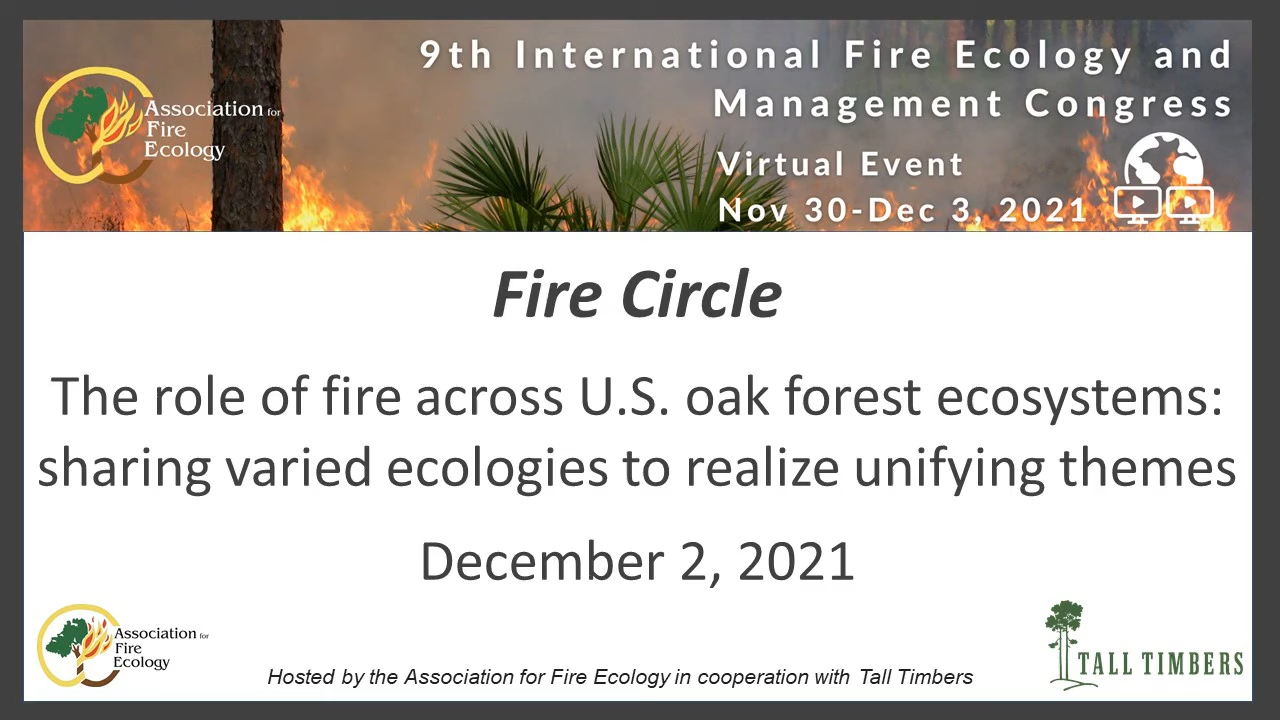 9th International Fire Ecology and
Management Congress
Association for
Fire
Ecology
Virtual Event
Nov 30-Dec 3, 2021
Fire Circle
The role of fire across U.S. oak forest ecosystems:
sharing varied ecologies to realize unifying themes
December 2, 2021
Association for
Fire
Ecology
Hosted by the Association for Fire Ecology in cooperation with Tall Timbers
TALL TIMBERS